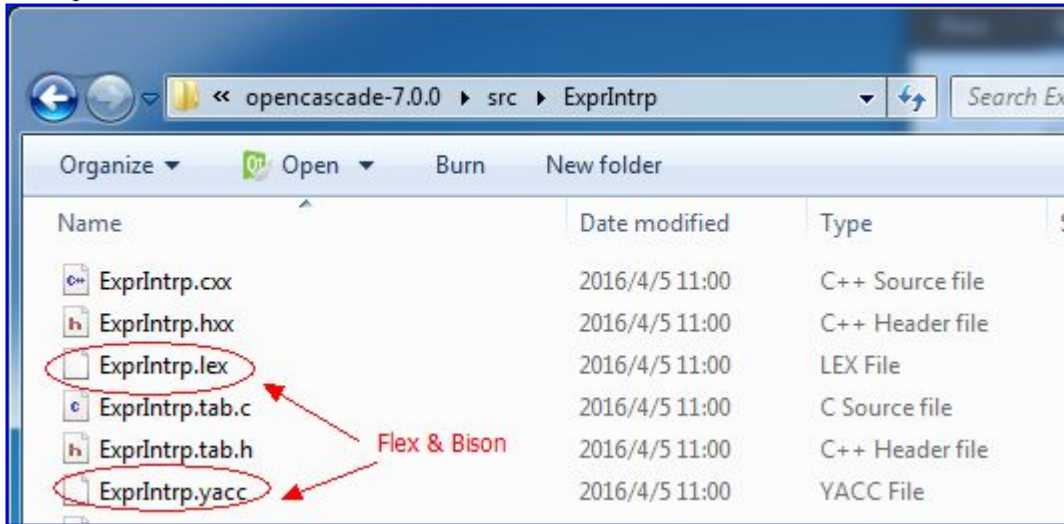 « opencascade-7.0.0 ▸ src ▸ ExprIntrp Search Ex
Organize Open Burn New folder
Name Date modified Type
ExprIntrp.cxx 2016/4/5 11:00 C++ Source file
ExprIntrp.hxx 2016/4/5 11:00 C++ Header file
ExprIntrp.lex 2016/4/5 11:00 LEX File
ExprIntrp.tab.c 2016/4/5 11:00 C Source file
ExprIntrp.tab.h 2016/4/5 11:00 C++ Header file
Flex & Bison
ExprIntrp.yacc 2016/4/5 11:00 YACC File